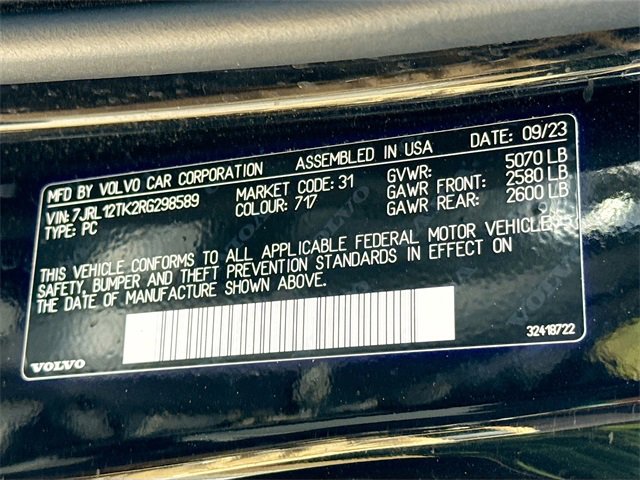 MFD BY VOLVO CAR CORPORATION ASSEMBLED IN USA DATE: 09/23
VIN: 7JRL12TK2RG298589 MARKET CODE: 31 GVWR: 5070 LB
TYPE: PC COLOUR: 717 GAWR FRONT: 2580 LB
GAWR REAR: 2600 LB
THIS VEHICLE CONFORMS TO ALL APPLICABLE FEDERAL MOTOR VEHICLE
SAFETY, BUMPER AND THEFT PREVENTION STANDARDS IN EFFECT ON
THE DATE OF MANUFACTURE SHOWN ABOVE.
VOLVO 32418722